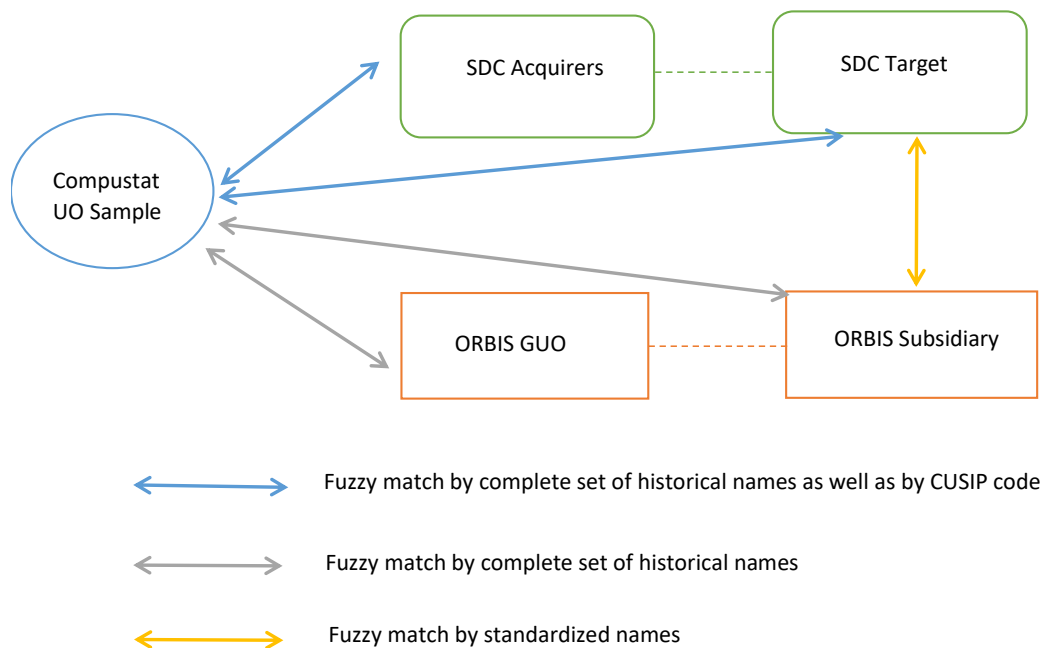 SDC Acquirers
SDC Target
Compustat
UO Sample
ORBIS GUO
ORBIS Subsidiary
Fuzzy match by complete set of historical names as well as by CUSIP code
Fuzzy match by complete set of historical names
Fuzzy match by standardized names